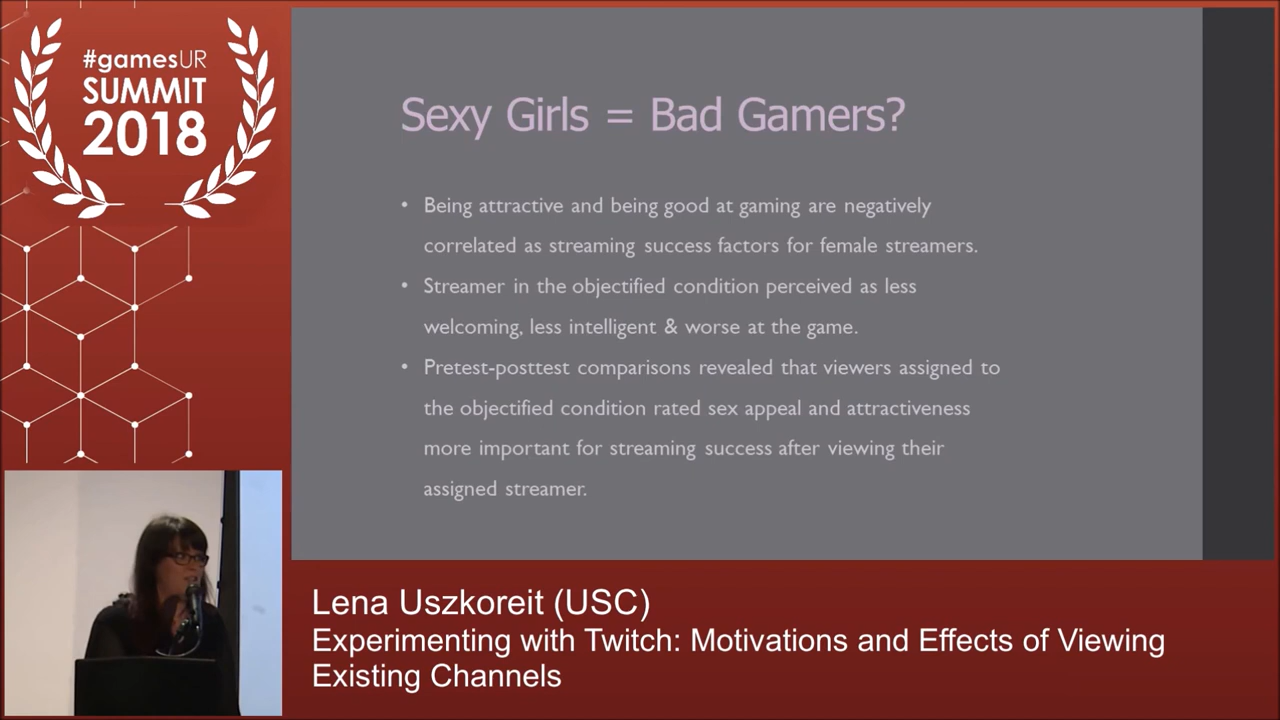 #gamesUR
SUMMIT
2018
Sexy Girls = Bad Gamers?
• Being attractive and being good at gaming are negatively
correlated as streaming success factors for female streamers.
• Streamer in the objectified condition perceived as less
welcoming, less intelligent & worse at the game.
• Pretest-posttest comparisons revealed that viewers assigned to
the objectified condition rated sex appeal and attractiveness
more important for streaming success after viewing their
assigned streamer.
Lena Uszkoreit (USC)
Experimenting with Twitch: Motivations and Effects of Viewing
Existing Channels